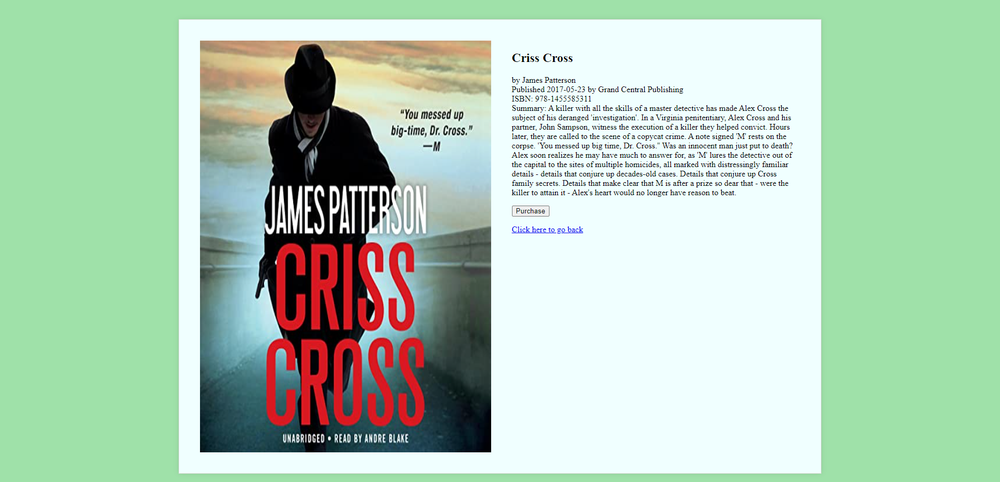 “You messed up
big-time, Dr. Cross.”
—M
JAMES PATTERSON
CRISS
CROSS
UNABRIDGED • READ BY ANDRE BLAKE
Criss Cross
by James Patterson
Published 2017-05-23 by Grand Central Publishing
ISBN: 978-1455585311
Summary: A killer with all the skills of a master detective has made Alex Cross the
subject of his deranged 'investigation'. In a Virginia penitentiary, Alex Cross and his
partner, John Sampson, witness the execution of a killer they helped convict. Hours
later, they are called to the scene of a copycat crime. A note signed 'M' rests on the
corpse. 'You messed up big time, Dr. Cross." Was an innocent man just put to death?
Alex soon realizes he may have much to answer for, as 'M' lures the detective out of
the capital to the sites of multiple homicides, all marked with distressingly familiar
details - details that conjure up decades-old cases. Details that conjure up Cross
family secrets. Details that make clear that M is after a prize so dear that - were the
killer to attain it - Alex's heart would no longer have reason to beat.
Purchase
Click here to go back